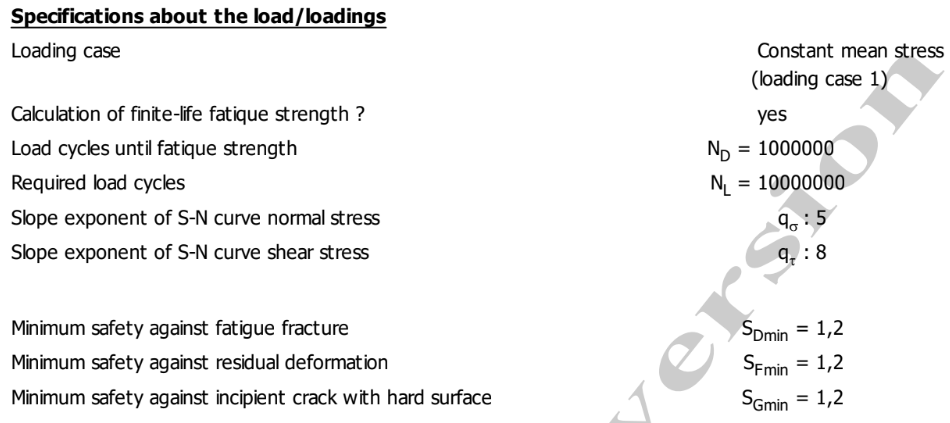 Specifications about the load/loadings
Loading case Constant mean stress
(loading case 1)
Calculation of finite-life fatique strength ? yes
Load cycles until fatique strength N_D = 1000000
Required load cycles N_L = 10000000
Slope exponent of S-N curve normal stress q_σ : 5
Slope exponent of S-N curve shear stress q_τ : 8
Minimum safety against fatigue fracture S_Dmin = 1,2
Minimum safety against residual deformation S_Fmin = 1,2
Minimum safety against incipient crack with hard surface S_Gmin = 1,2
version